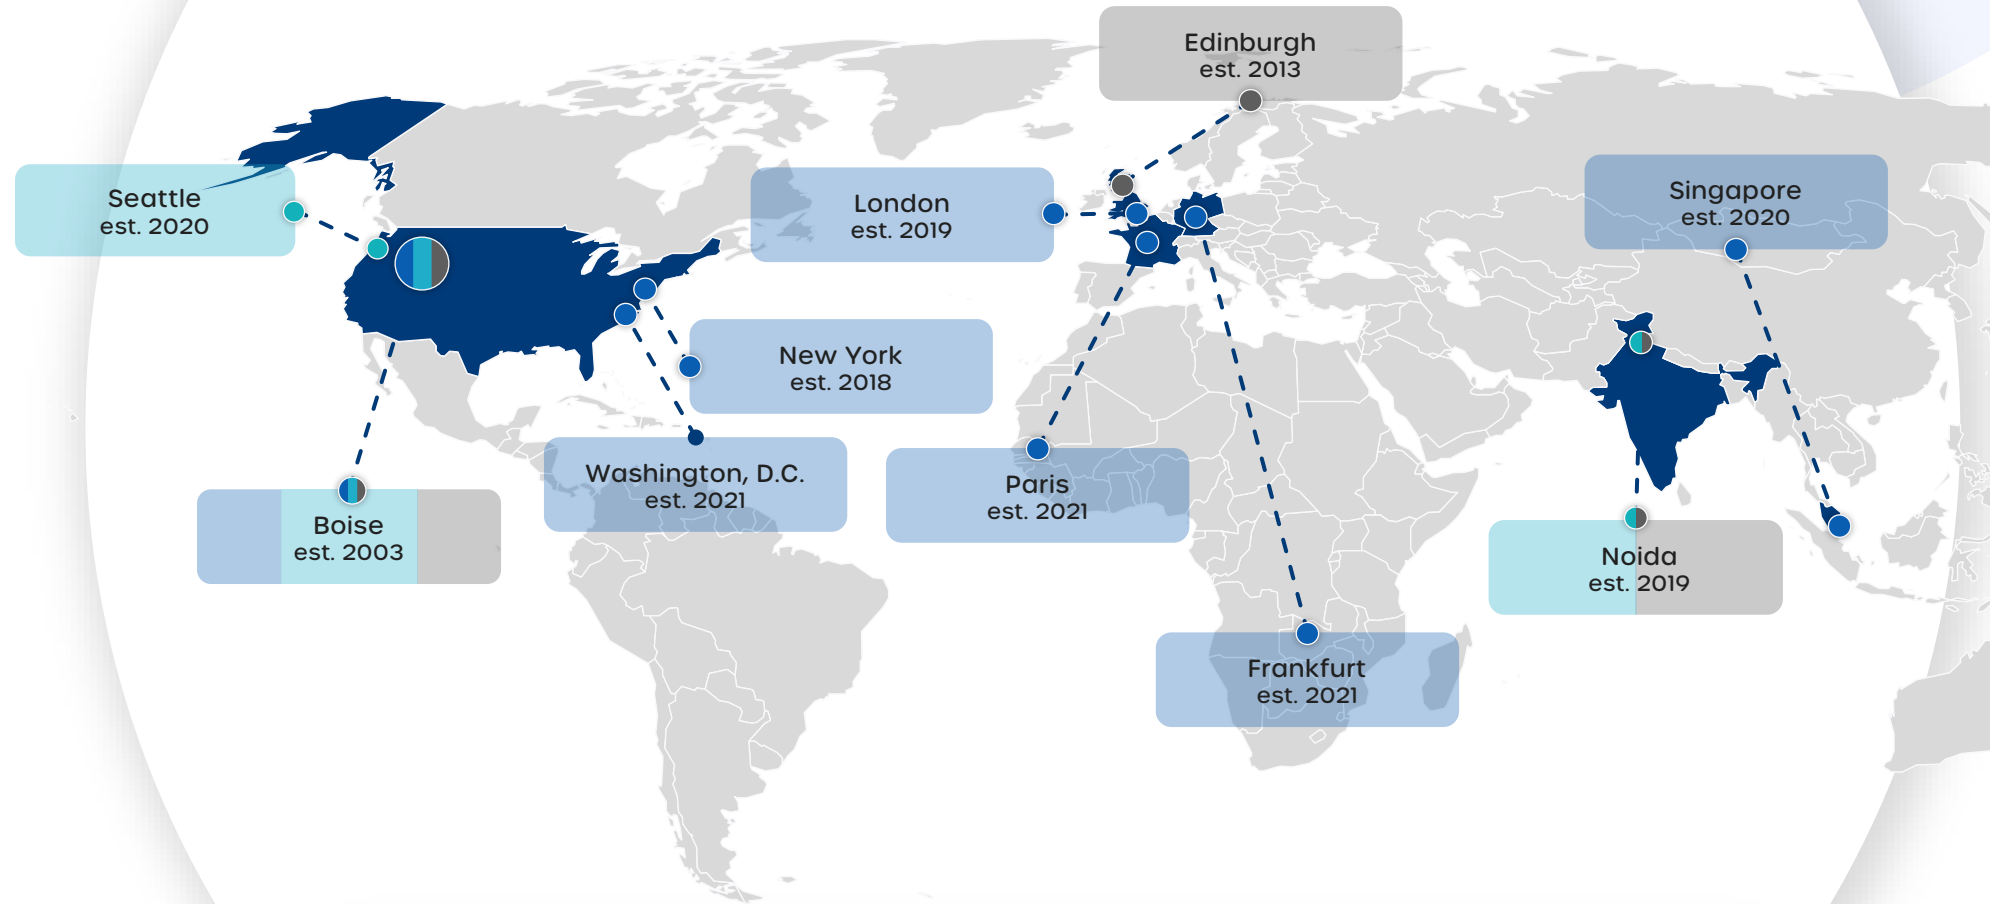 Edinburgh
est. 2013
Seattle
est. 2020
London
est. 2019
Singapore
est. 2020
New York
est. 2018
Washington, D.C.
est. 2021
Paris
est. 2021
Boise
est. 2003
Noida
est. 2019
Frankfurt
est. 2021